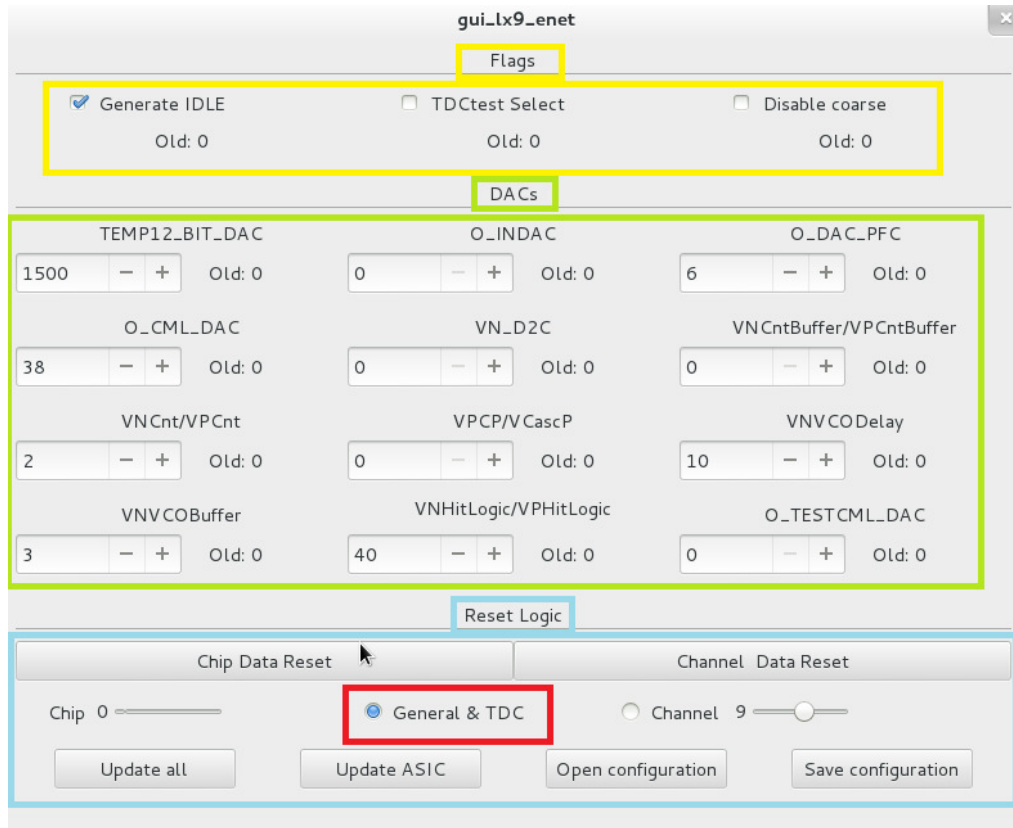 gui_lx9_enet
Flags
Generate IDLE TDCtest Select Disable coarse
Old: 0 Old: 0 Old: 0
DACs
TEMP12_BIT_DAC O_INDAC O_DAC_PFC
1500 − + Old: 0 0 − + Old: 0 6 − + Old: 0
O_CML_DAC VN_D2C VNCntBuffer/VPCntBuffer
38 − + Old: 0 0 − + Old: 0 0 − + Old: 0
VNCnt/VPCnt VPCP/VCascP VNVCODelay
2 − + Old: 0 0 − + Old: 0 10 − + Old: 0
VNVCOBuffer VNHitLogic/VPHitLogic O_TESTCML_DAC
3 − + Old: 0 40 − + Old: 0 0 − + Old: 0
Reset Logic
Chip Data Reset Channel Data Reset
Chip 0 General & TDC Channel 9
Update all Update ASIC Open configuration Save configuration